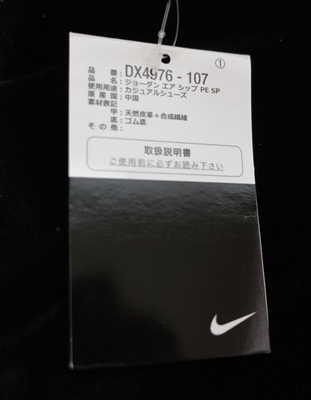 ①
品番:DX4976 - 107
品名:ジョーダン エア シップ PE SP
使用用途:カジュアルシューズ
原産国:中国
素材表記
甲:天然皮革+合成繊維
底:ゴム底
その他:
取扱説明書
ご使用前に必ずお読み下さい